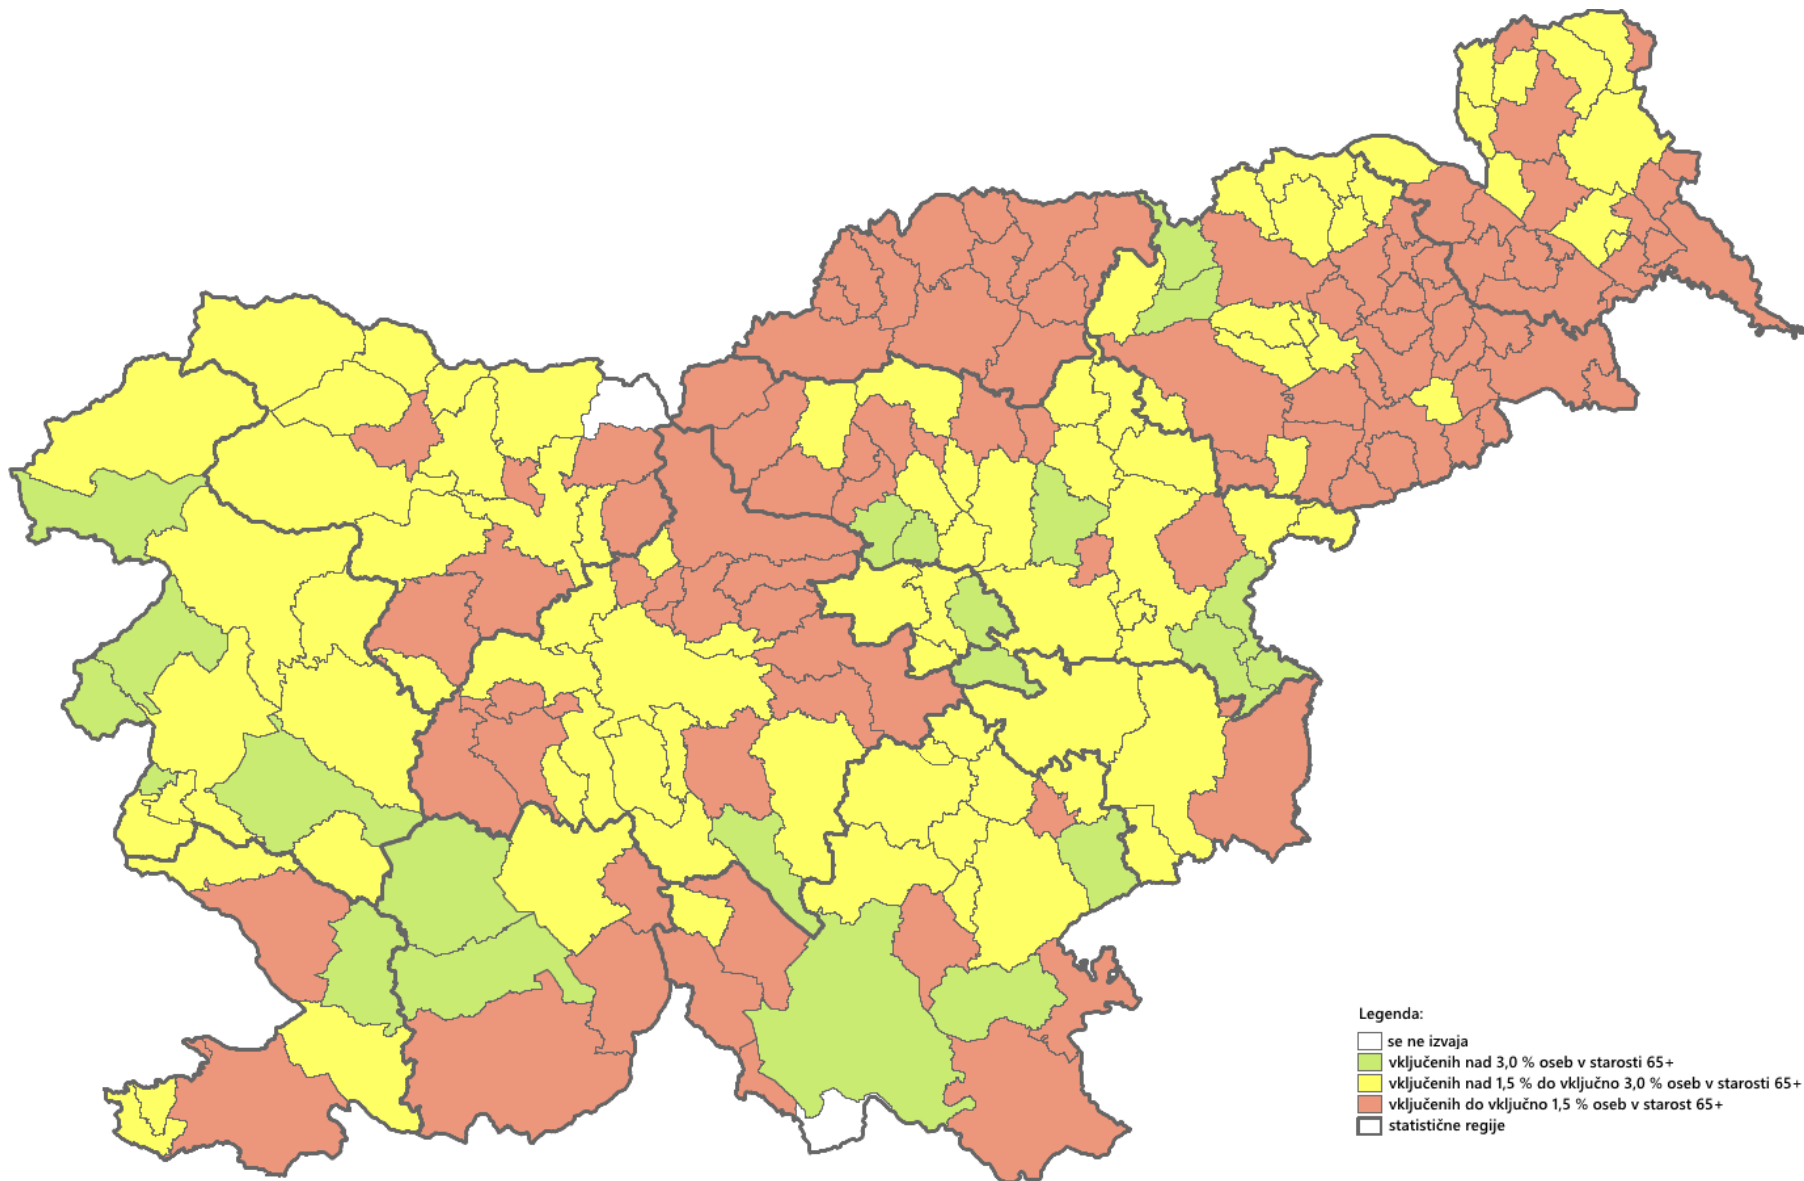 Legenda:
se ne izvaja
vključenih nad 3,0 % oseb v starosti 65+
vključenih nad 1,5 % do vključno 3,0 % oseb v starosti 65+
vključenih do vključno 1,5 % oseb v starost 65+
statistične regije